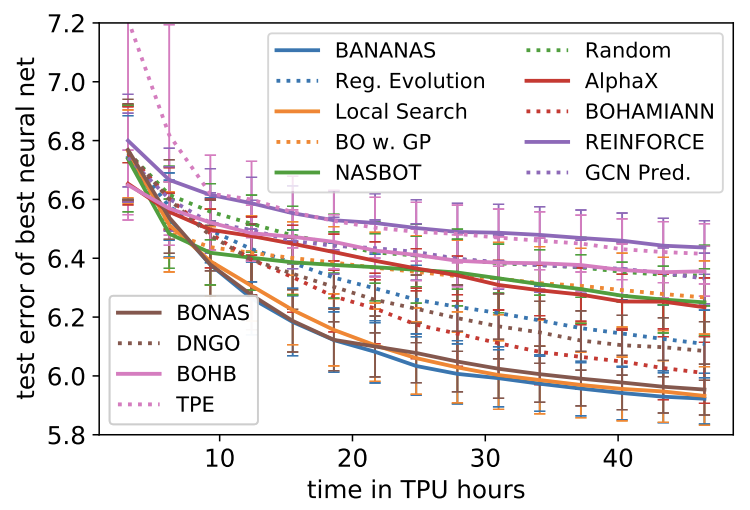 7.2
7.0
6.8
6.6
6.4
6.2
6.0
5.8
test error of best neural net
BANANAS
Reg. Evolution
Local Search
BO w. GP
NASBOT
Random
AlphaX
BOHAMIANN
REINFORCE
GCN Pred.
BONAS
DNGO
BOHB
TPE
10 20 30 40
time in TPU hours